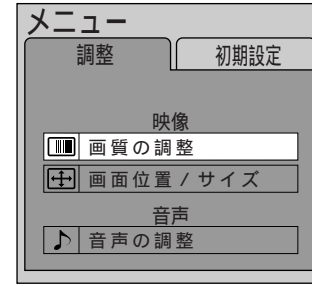 メニュー
調整 初期設定
映像
画質の調整
画面位置 / サイズ
音声
音声の調整